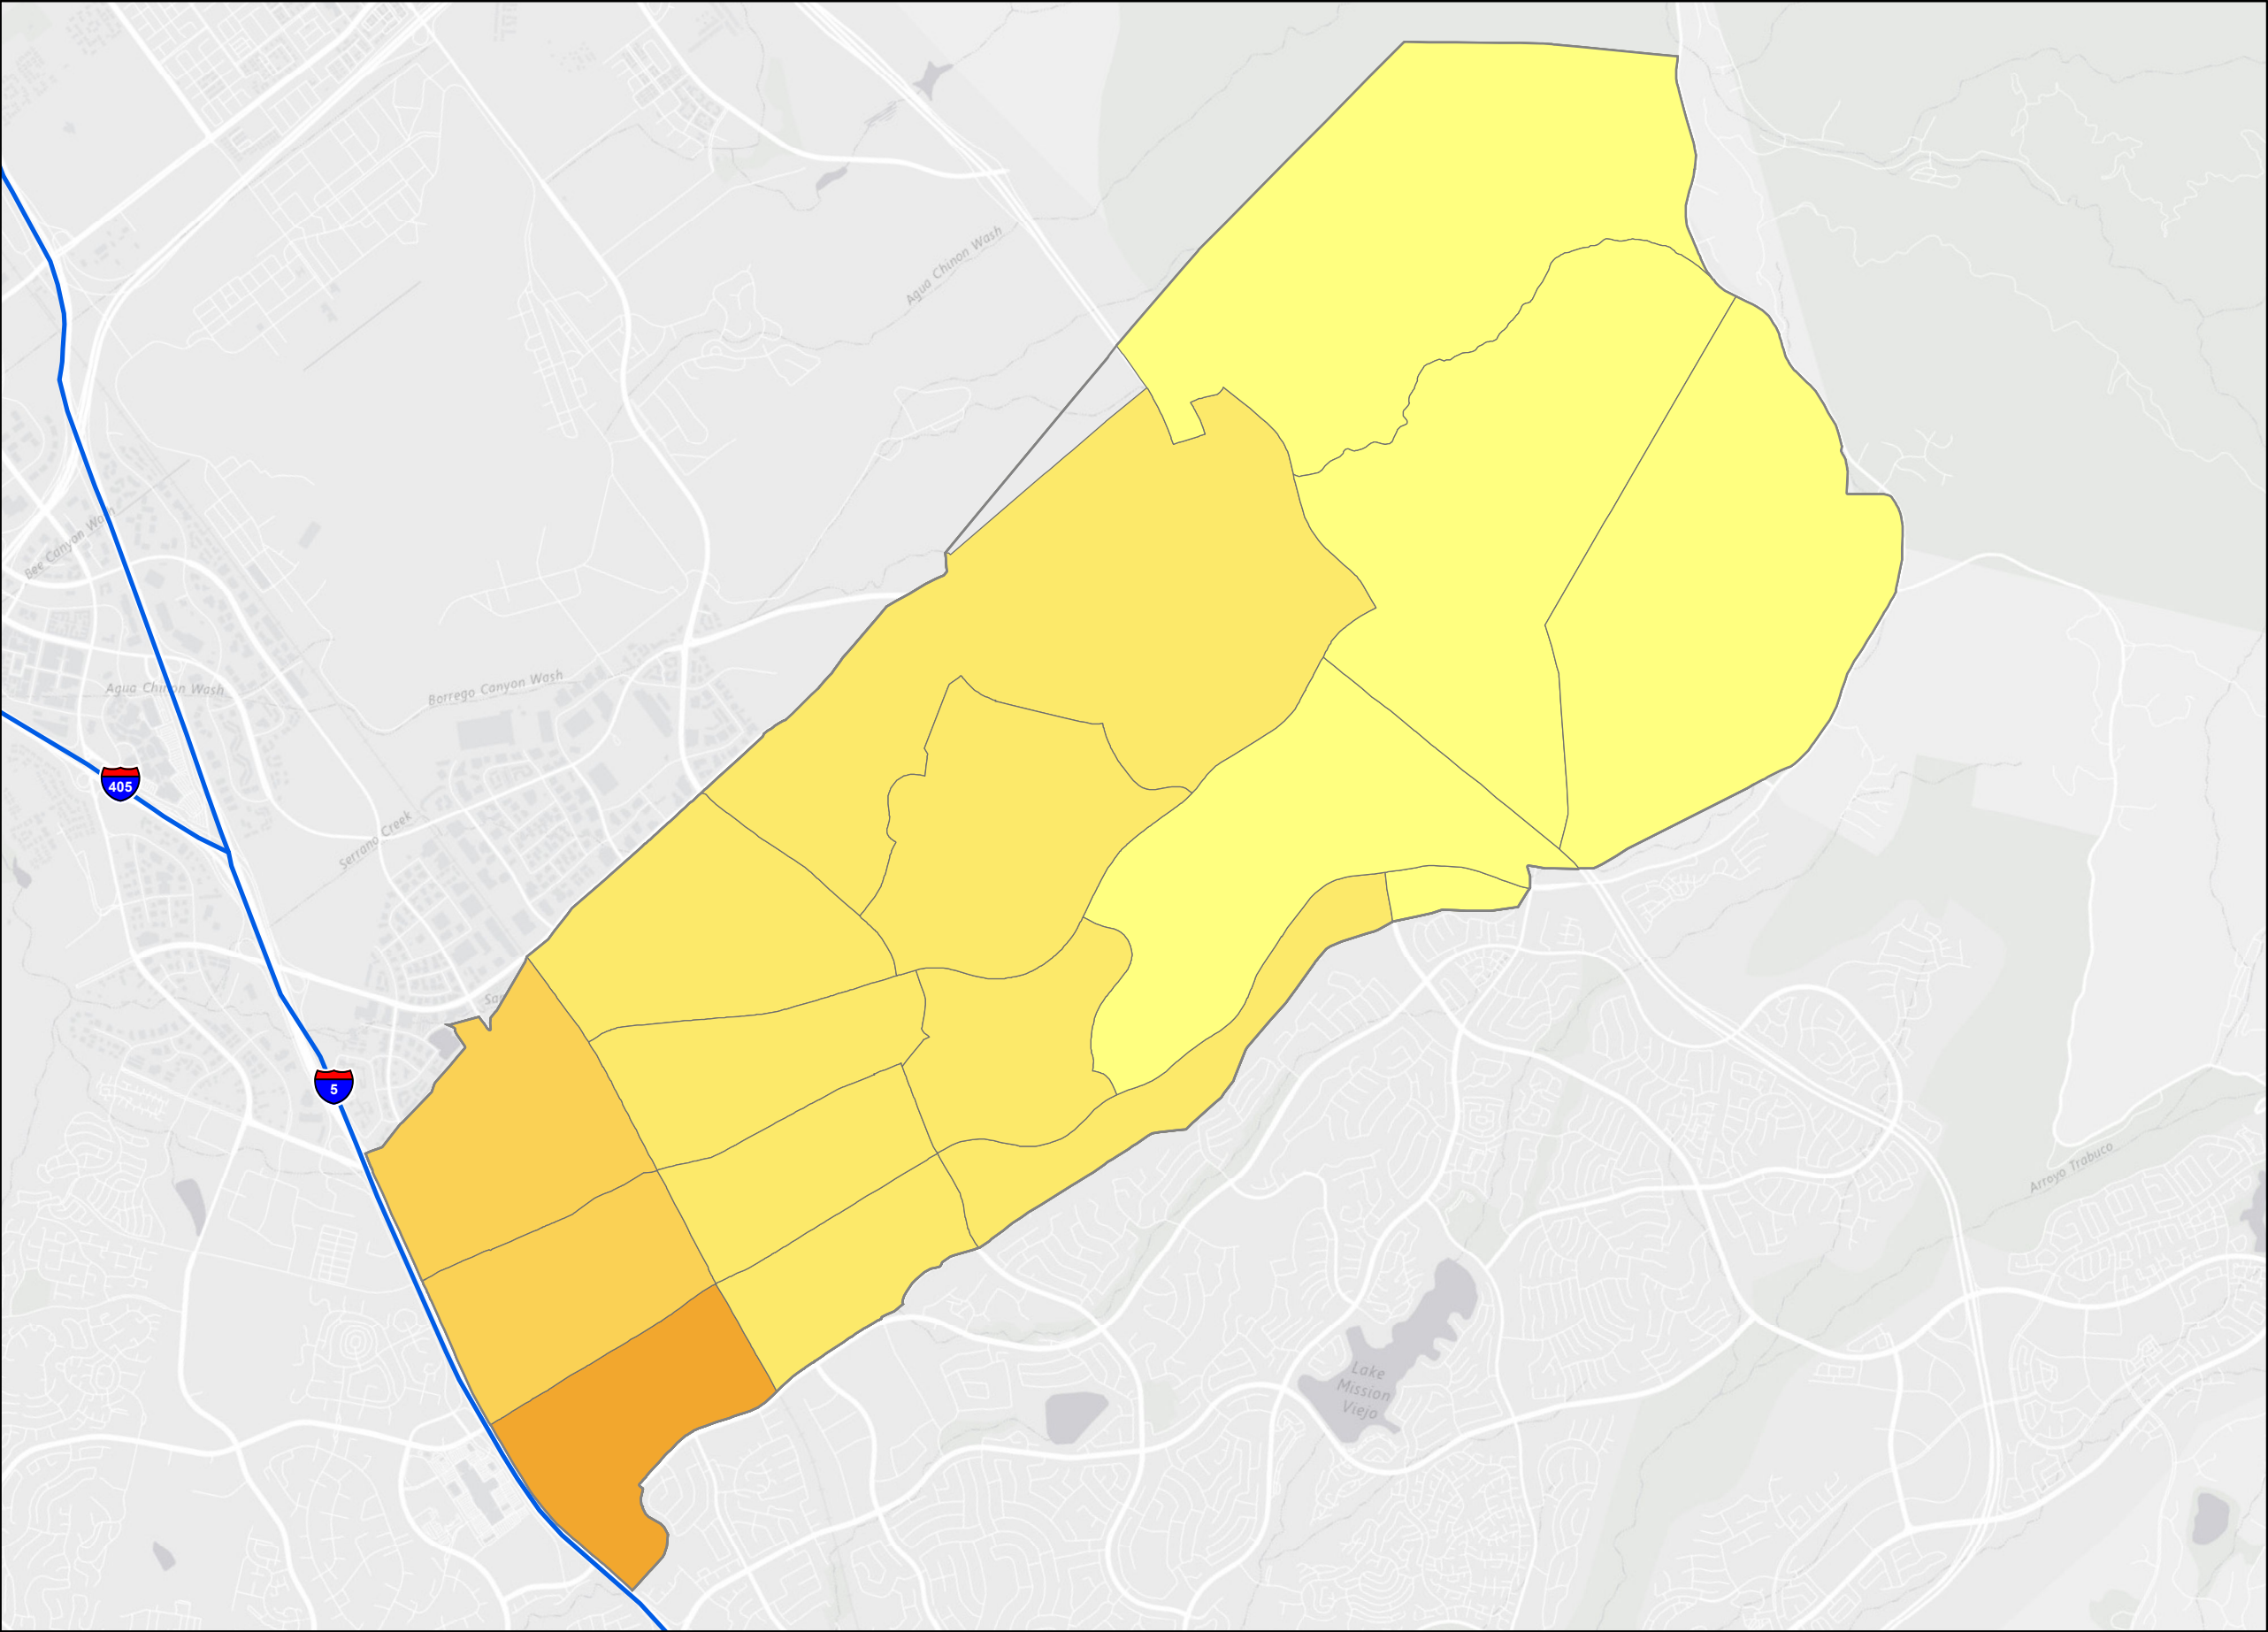 Agua Chinon Wash
Bee Canyon Wash
Agua Chinon Wash
Borrego Canyon Wash
405
Serrano Creek
Sa
5
Arroyo Trabuco
Lake
Mission
Viejo